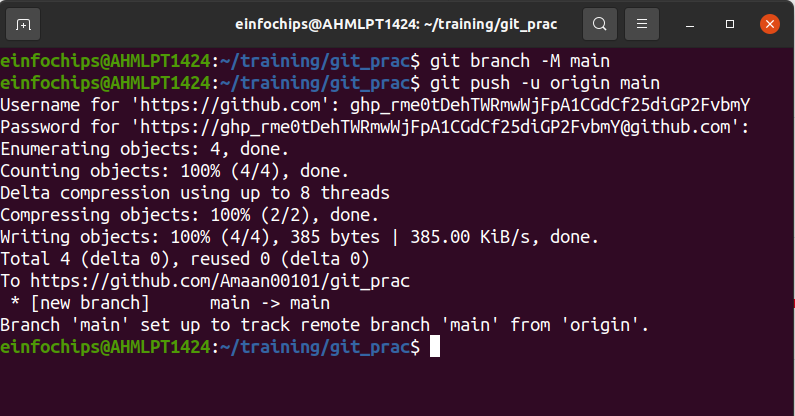 einfochips@AHMLPT1424: ~/training/git_prac
einfochips@AHMLPT1424:~/training/git_prac$ git branch -M main
einfochips@AHMLPT1424:~/training/git_prac$ git push -u origin main
Username for 'https://github.com': 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
Password for 'https://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@github.com':
Enumerating objects: 4, done.
Counting objects: 100% (4/4), done.
Delta compression using up to 8 threads
Compressing objects: 100% (2/2), done.
Writing objects: 100% (4/4), 385 bytes | 385.00 KiB/s, done.
Total 4 (delta 0), reused 0 (delta 0)
To https://github.com/Amaan00101/git_prac
 * [new branch]      main -> main
Branch 'main' set up to track remote branch 'main' from 'origin'.
einfochips@AHMLPT1424:~/training/git_prac$